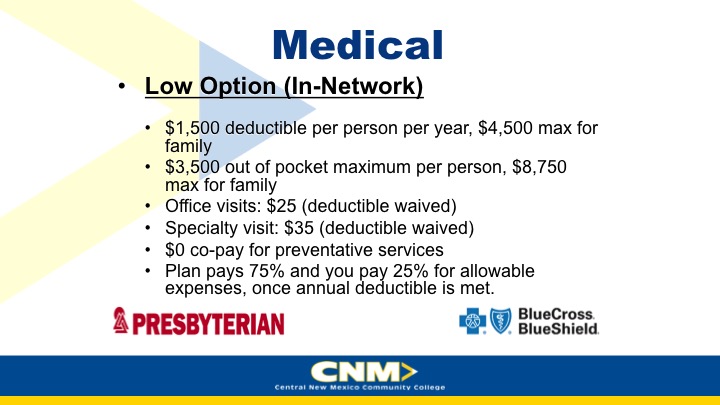 Medical
• Low Option (In-Network)
• $1,500 deductible per person per year, $4,500 max for
family
• $3,500 out of pocket maximum per person, $8,750
max for family
• Office visits: $25 (deductible waived)
• Specialty visit: $35 (deductible waived)
• $0 co-pay for preventative services
• Plan pays 75% and you pay 25% for allowable
expenses, once annual deductible is met.
PRESBYTERIAN
BlueCross
BlueShield
CNM
Central New Mexico Community College